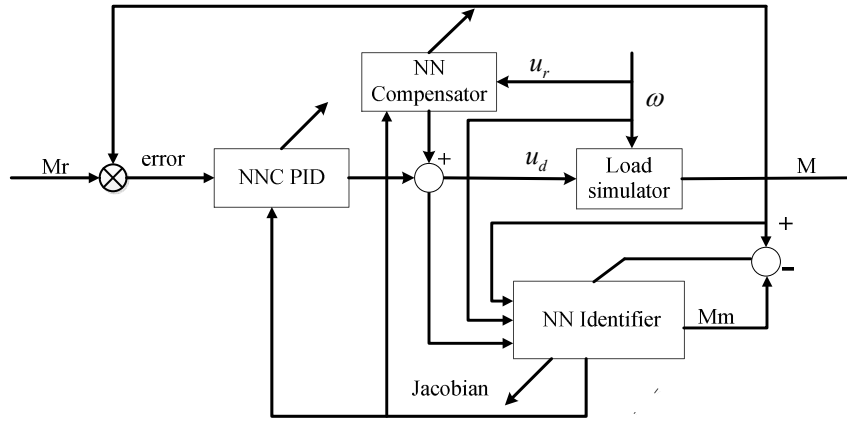 NN
Compensator
u_r
ω
Mr
error
NNC PID
+
u_d
Load
simulator
M
+
-
NN Identifier
Mm
Jacobian